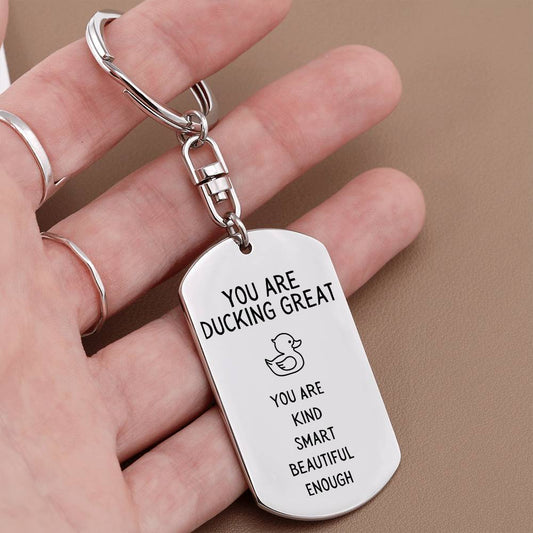 YOU ARE
DUCKING GREAT
YOU ARE
KIND
SMART
BEAUTIFUL
ENOUGH